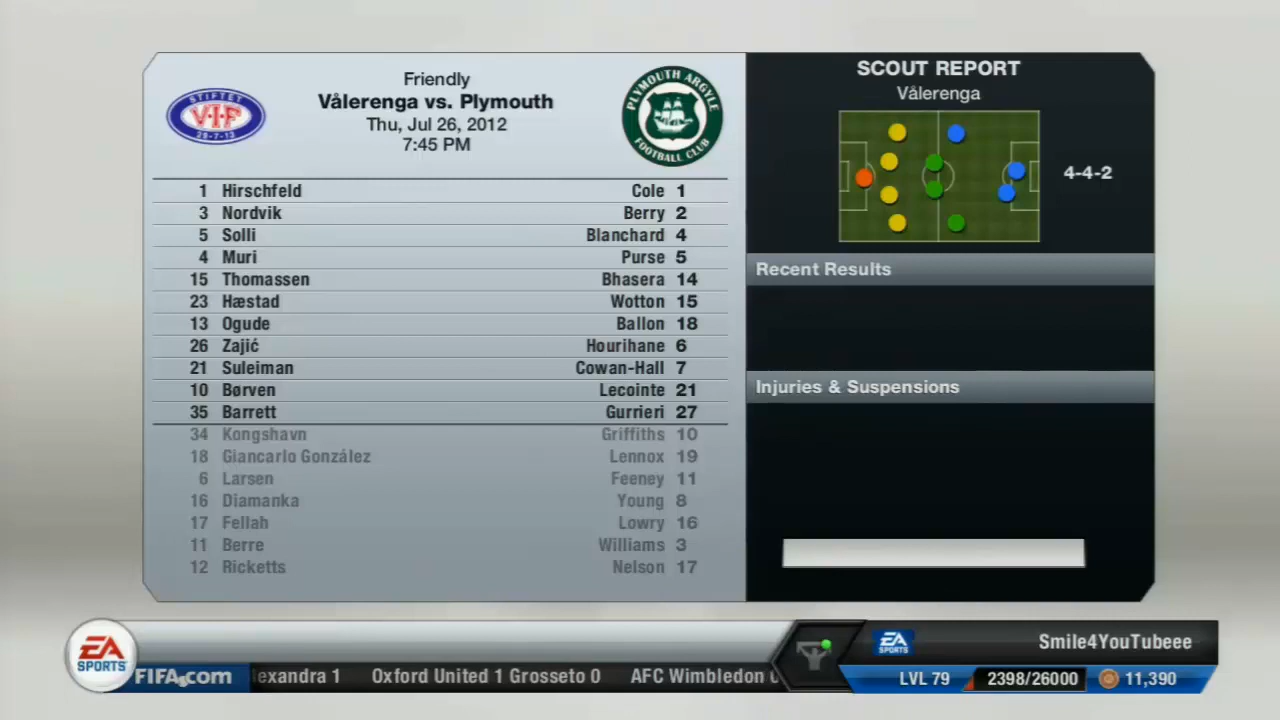 STIFTET
VIF
29-7-13
Friendly
Vålerenga vs. Plymouth
Thu, Jul 26, 2012
7:45 PM
PLYMOUTH ARGYLE
FOOTBALL CLUB
1 Hirschfeld Cole 1
3 Nordvik Berry 2
5 Solli Blanchard 4
4 Muri Purse 5
15 Thomassen Bhasera 14
23 Hæstad Wotton 15
13 Ogude Ballon 18
26 Zajić Hourihane 6
21 Suleiman Cowan-Hall 7
10 Børven Lecointe 21
35 Barrett Gurrieri 27
34 Kongshavn Griffiths 10
18 Giancarlo González Lennox 19
6 Larsen Feeney 11
16 Diamanka Young 8
17 Fellah Lowry 16
11 Berre Williams 3
12 Ricketts Nelson 17
SCOUT REPORT
Vålerenga
4-4-2
Recent Results
Injuries & Suspensions
EA
SPORTS
EA
SPORTS
Smile4YouTubeee
FIFA.com
exandra 1 Oxford United 1 Grosseto 0 AFC Wimbledon
LVL 79 2398/26000 11,390